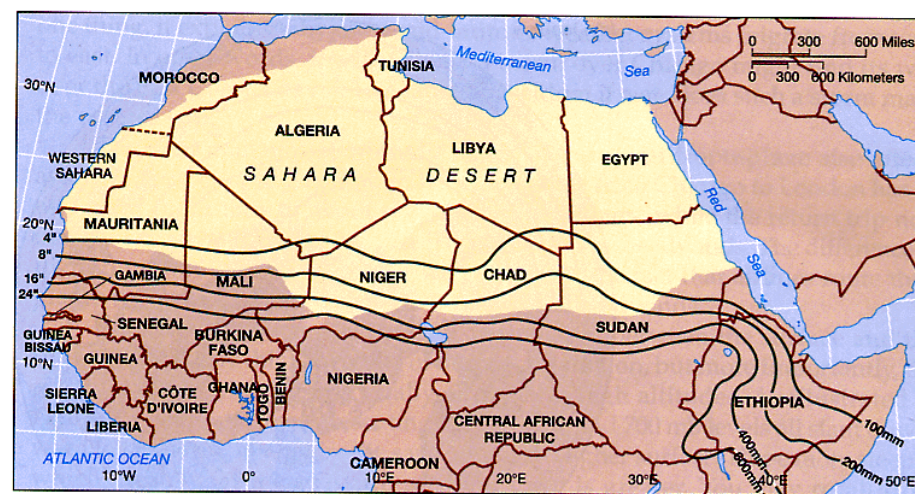 0 300 600 Miles
0 300 600 Kilometers
Mediterranean
Sea
TUNISIA
MOROCCO
30°N
ALGERIA
LIBYA
EGYPT
WESTERN
SAHARA
SAHARA DESERT
Red
Sea
MAURITANIA
20°N
4"
8"
16"
24"
GAMBIA
MALI
NIGER
CHAD
SENEGAL
GUINEA
BISSAU
BURKINA
FASO
SUDAN
10°N
GUINEA
SIERRA
LEONE
CÔTE
D'IVOIRE
GHANA
TOGO
BENIN
NIGERIA
LIBERIA
CENTRAL AFRICAN
REPUBLIC
ETHIOPIA
100mm
200mm
400mm
800mm
CAMEROON
ATLANTIC OCEAN
10°W
0°
10°E
20°E
30°E
40°E
50°E